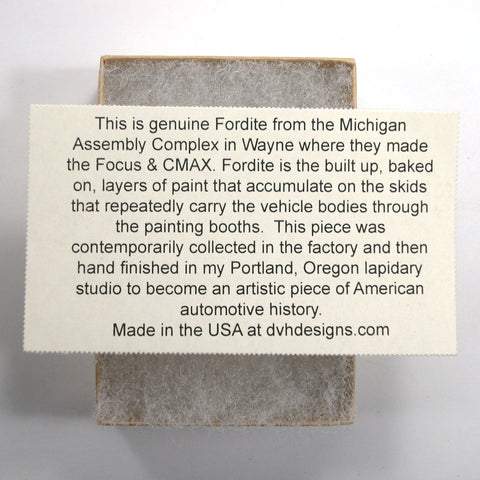 This is genuine Fordite from the Michigan
Assembly Complex in Wayne where they made
the Focus & CMAX. Fordite is the built up, baked
on, layers of paint that accumulate on the skids
that repeatedly carry the vehicle bodies through
the painting booths. This piece was
contemporarily collected in the factory and then
hand finished in my Portland, Oregon lapidary
studio to become an artistic piece of American
automotive history.
Made in the USA at dvhdesigns.com